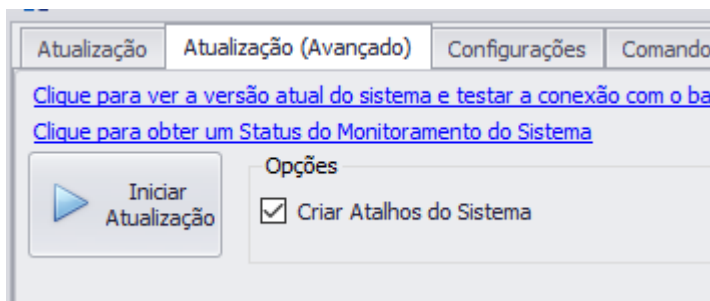 Atualização Atualização (Avançado) Configurações Comando
Clique para ver a versão atual do sistema e testar a conexão com o ba
Clique para obter um Status do Monitoramento do Sistema
Iniciar
Atualização
Opções
Criar Atalhos do Sistema